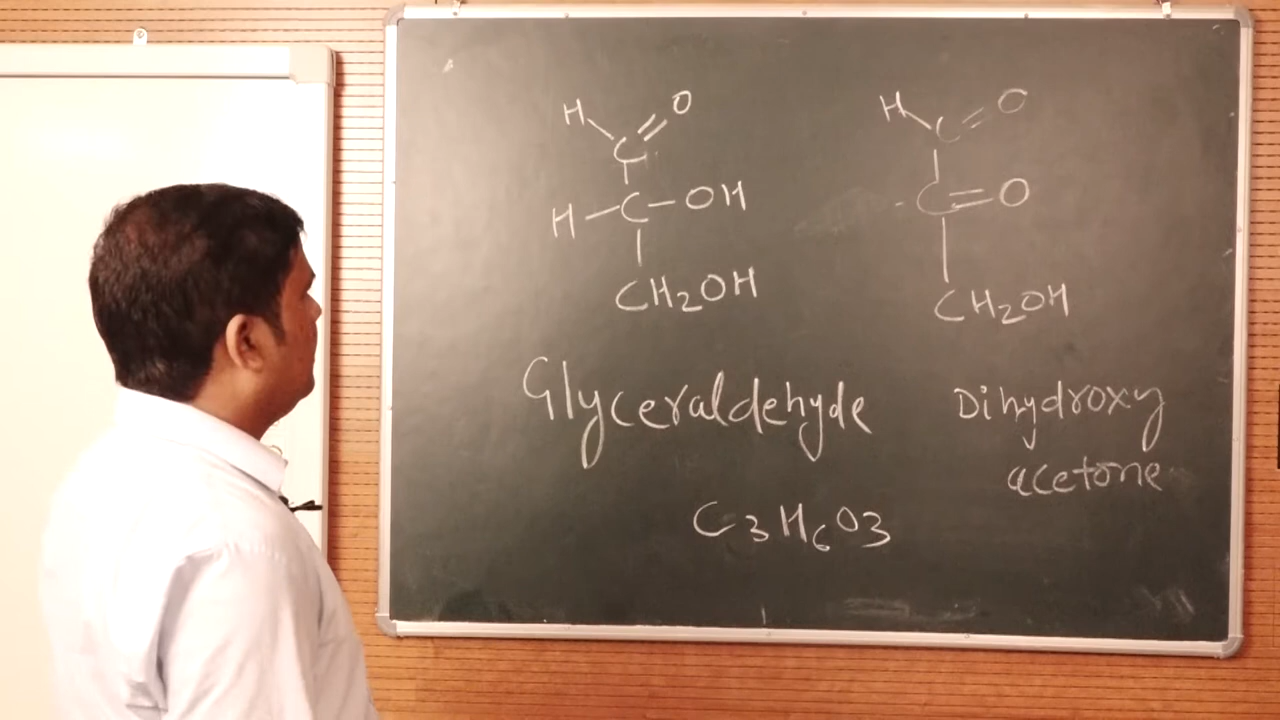 H O H O
C C
H C OH C O
CH2OH CH2OH
Glyceraldehyde Dihydroxy
acetone
C3H6O3